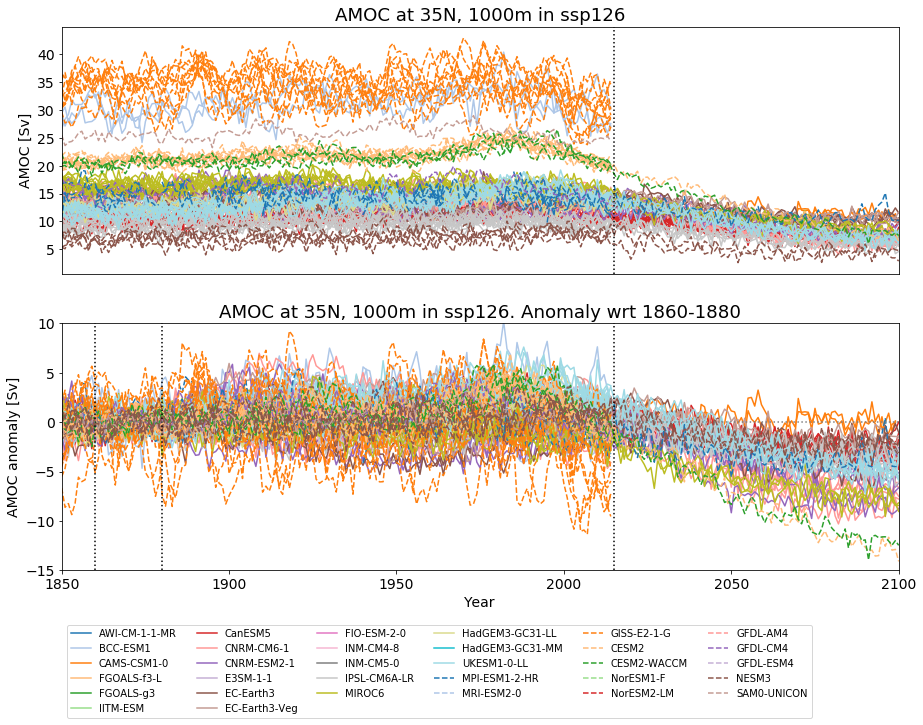 AMOC at 35N, 1000m in ssp126
40
35
30
25
20
15
10
5
AMOC [Sv]
AMOC at 35N, 1000m in ssp126. Anomaly wrt 1860-1880
10
5
0
−5
−10
−15
AMOC anomaly [Sv]
1850 1900 1950 2000 2050 2100
Year
AWI-CM-1-1-MR CanESM5 FIO-ESM-2-0 HadGEM3-GC31-LL GISS-E2-1-G GFDL-AM4
BCC-ESM1 CNRM-CM6-1 INM-CM4-8 HadGEM3-GC31-MM CESM2 GFDL-CM4
CAMS-CSM1-0 CNRM-ESM2-1 INM-CM5-0 UKESM1-0-LL CESM2-WACCM GFDL-ESM4
FGOALS-f3-L E3SM-1-1 IPSL-CM6A-LR MPI-ESM1-2-HR NorESM1-F NESM3
FGOALS-g3 EC-Earth3 MIROC6 MRI-ESM2-0 NorESM2-LM SAM0-UNICON
IITM-ESM EC-Earth3-Veg